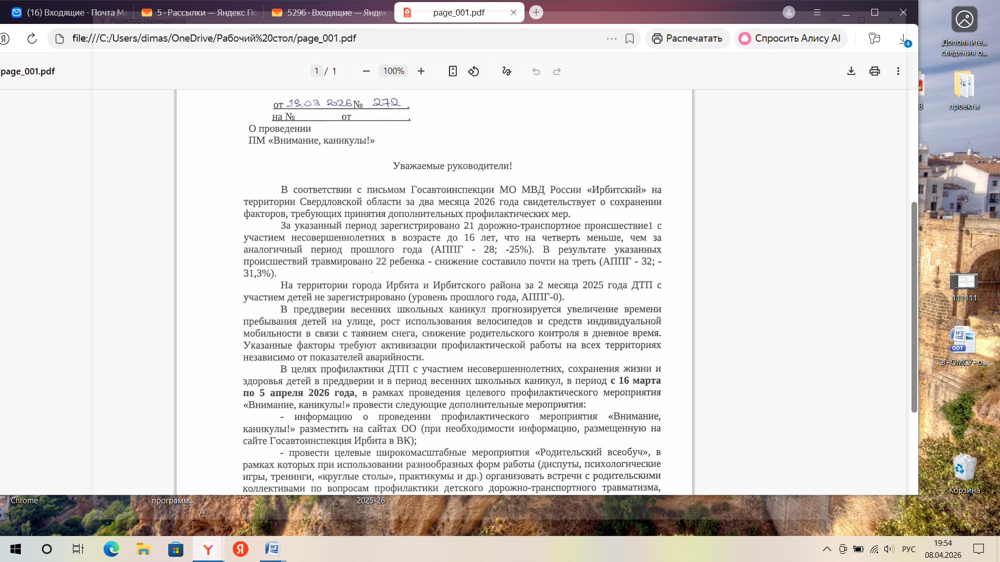 (16) Входящие - Почта Ma
5 · Рассылки — Яндекс По
5296 · Входящие — Яндек
page_001.pdf
Редактор скриншотов
file:///C:/Users/dimas/OneDrive/Рабочий%20стол/page_001.pdf
Распечатать
Спросить Алису AI
4
page_001.pdf
1 / 1
100%
от 19.03.2026 № 272 .
на № от .
О проведении
ПМ «Внимание, каникулы!»
Уважаемые руководители!
В соответствии с письмом Госавтоинспекции МО МВД России «Ирбитский» на
территории Свердловской области за два месяца 2026 года свидетельствует о сохранении
факторов, требующих принятия дополнительных профилактических мер.
За указанный период зарегистрировано 21 дорожно-транспортное происшествие1 с
участием несовершеннолетних в возрасте до 16 лет, что на четверть меньше, чем за
аналогичный период прошлого года (АППГ - 28; -25%). В результате указанных
происшествий травмировано 22 ребенка - снижение составило почти на треть (АППГ - 32; -
31,3%).
На территории города Ирбита и Ирбитского района за 2 месяца 2025 года ДТП с
участием детей не зарегистрировано (уровень прошлого года, АППГ-0).
В преддверии весенних школьных каникул прогнозируется увеличение времени
пребывания детей на улице, рост использования велосипедов и средств индивидуальной
мобильности в связи с таянием снега, снижение родительского контроля в дневное время.
Указанные факторы требуют активизации профилактической работы на всех территориях
независимо от показателей аварийности.
В целях профилактики ДТП с участием несовершеннолетних, сохранения жизни и
здоровья детей в преддверии и в период весенних школьных каникул, в период с 16 марта
по 5 апреля 2026 года, в рамках проведения целевого профилактического мероприятия
«Внимание, каникулы!» провести следующие дополнительные мероприятия:
- информацию о проведении профилактического мероприятия «Внимание,
каникулы!» разместить на сайтах ОО (при необходимости информацию, размещенную на
сайте Госавтоинспекция Ирбита в ВК);
- провести целевые широкомасштабные мероприятия «Родительский всеобуч», в
рамках которых при использовании разнообразных форм работы (диспуты, психологические
игры, тренинги, «круглые столы», практикумы и др.) организовать встречи с родительскими
коллективами по вопросам профилактики детского дорожно-транспортного травматизма,
Дополните...
сведения о...
В
проекты
111111
ODT
в+ОМСУ+о...
Корзина
Chrome
программ...
2025-26
РУС
19:54
08.04.2026